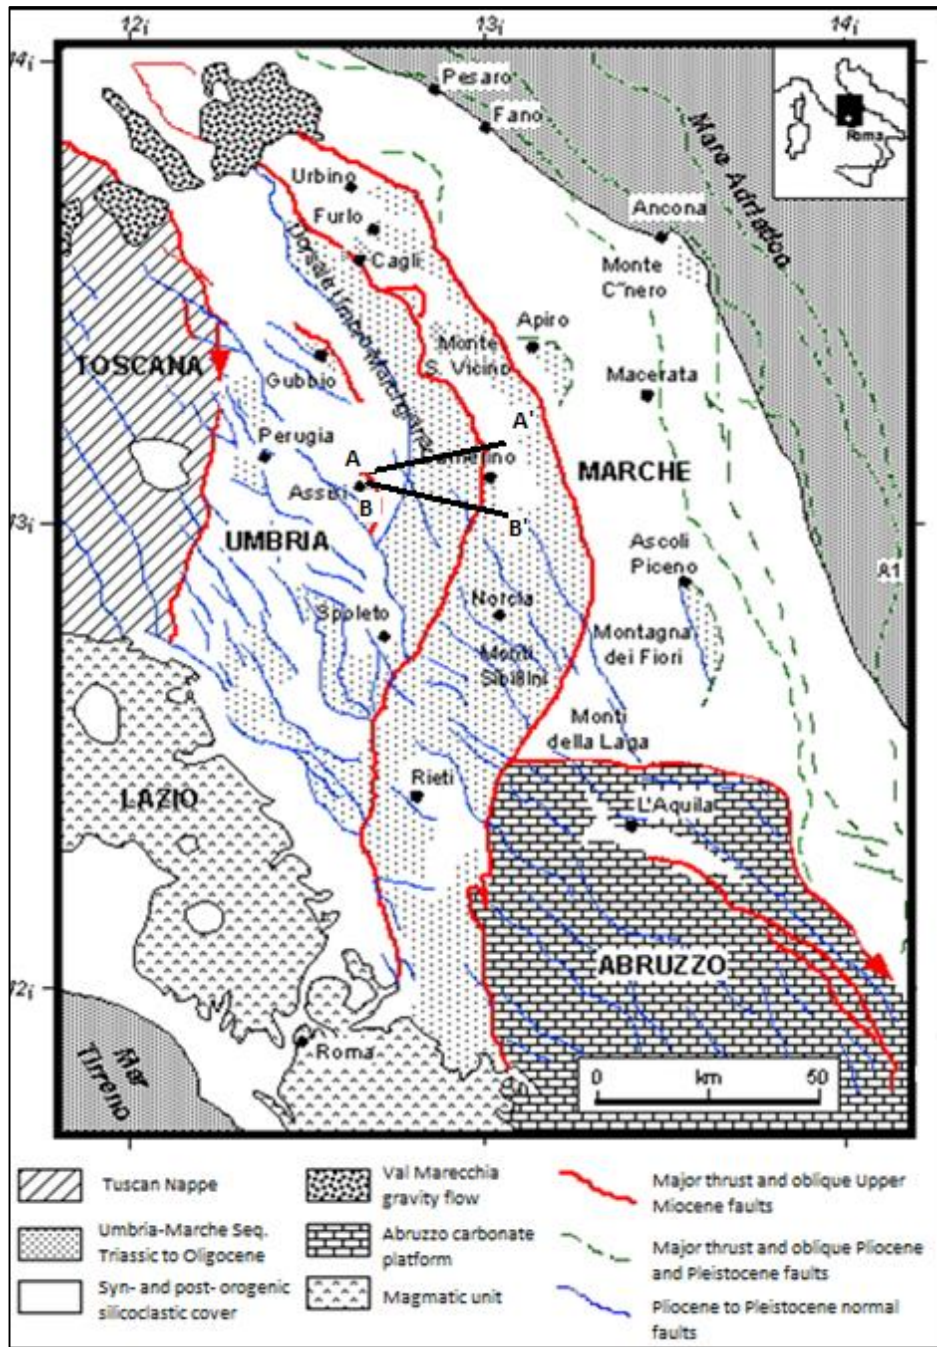 12¡
13¡
14¡
14¡
Pesaro
Fano
Roma
Mare Adriatico
Urbino
Ancona
Furlo
Cagli
Dorsale Umbro Marchigiana
Monte
C¨nero
Apiro
Monte
S. Vicino
TOSCANA
Gubbio
Macerata
A'
Perugia
A
MARCHE
Assisi
B
B'
13¡
UMBRIA
Ascoli
Piceno
A1
Norcia
Spoleto
Monti
Sibillini
Montagna
dei Fiori
Monti
della Laga
Rieti
LAZIO
L'Aquila
ABRUZZO
Roma
Mar
Tirreno
0
km
50
Tuscan Nappe
Umbria-Marche Seq.
Triassic to Oligocene
Syn- and post- orogenic
silicoclastic cover
Val Marecchia
gravity flow
Abruzzo carbonate
platform
Magmatic unit
Major thrust and oblique Upper
Miocene faults
Major thrust and oblique Pliocene
and Pleistocene faults
Pliocene to Pleistocene normal
faults